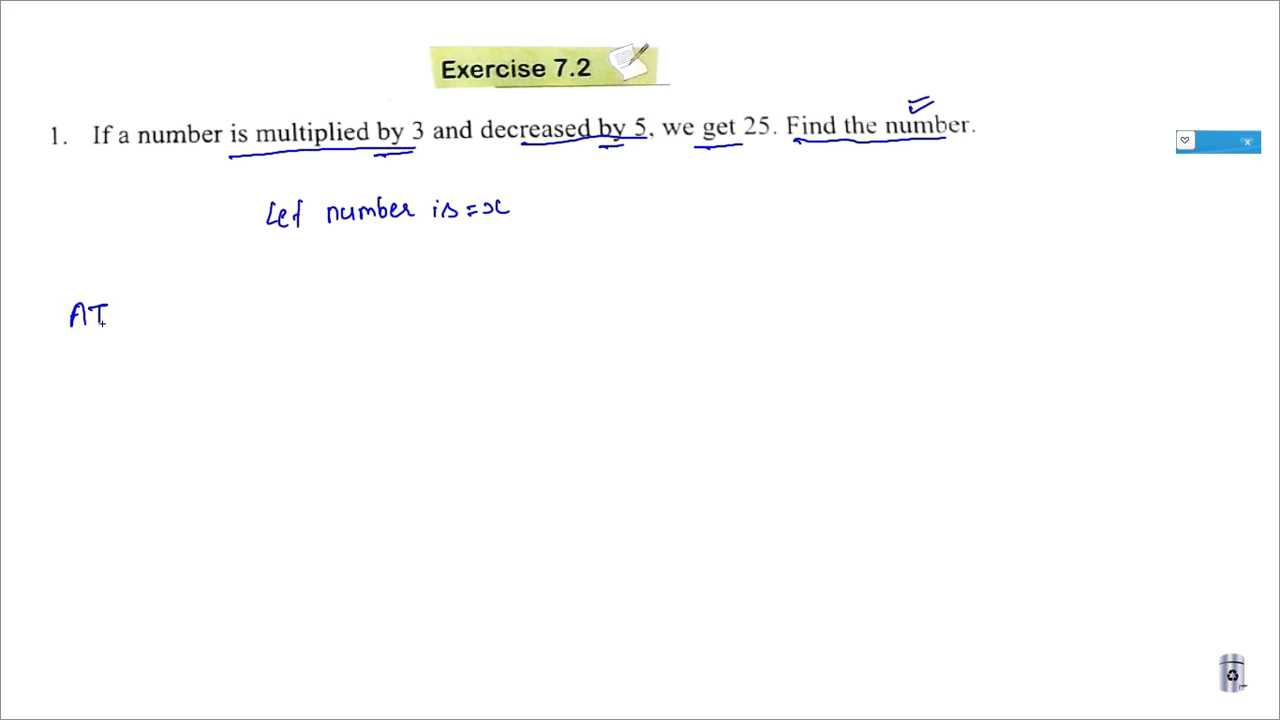 Exercise 7.2
1. If a number is multiplied by 3 and decreased by 5, we get 25. Find the number.
Let number is = x
AT